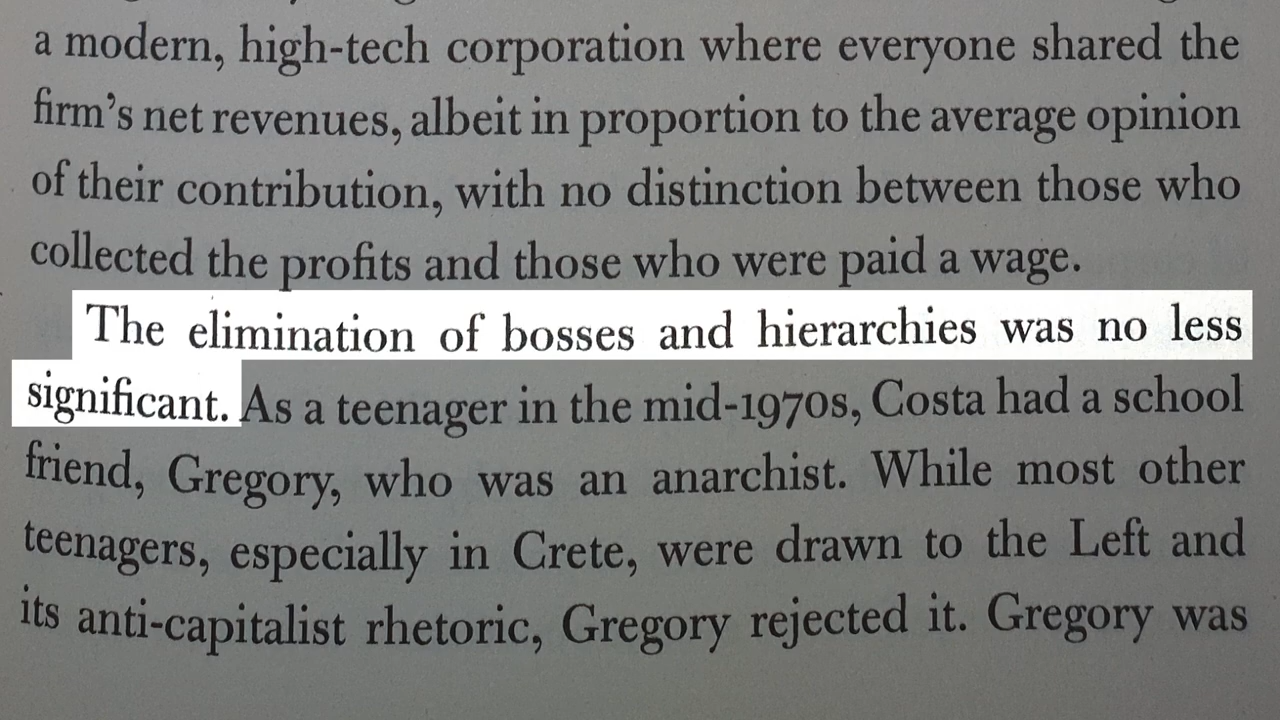 a modern, high-tech corporation where everyone shared the
firm's net revenues, albeit in proportion to the average opinion
of their contribution, with no distinction between those who
collected the profits and those who were paid a wage.
The elimination of bosses and hierarchies was no less
significant. As a teenager in the mid-1970s, Costa had a school
friend, Gregory, who was an anarchist. While most other
teenagers, especially in Crete, were drawn to the Left and
its anti-capitalist rhetoric, Gregory rejected it. Gregory was